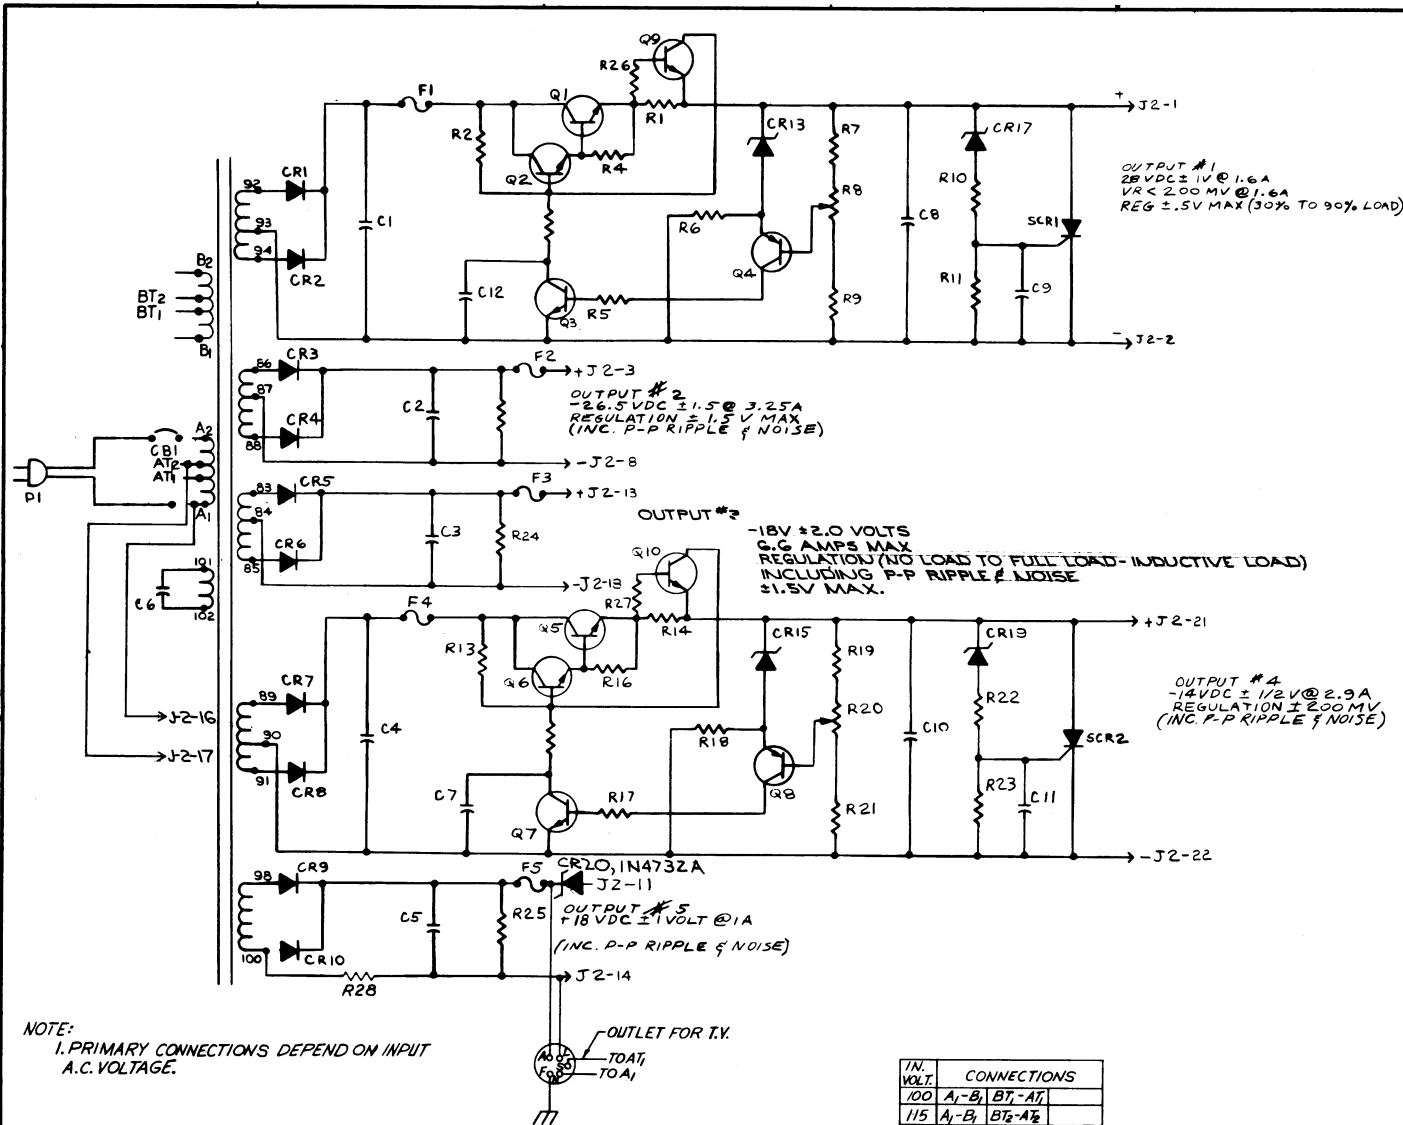 Q9
R26
F1
Q1
R1
R2
R4
Q2
CR13
R7
R8
CR17
+
J2-1
OUTPUT #1
28 VDC ± 1V @ 1.6A
VR < 200 MV @ 1.6A
REG ± .5V MAX (30% TO 90% LOAD)
92
CR1
93
94
CR2
C1
R6
Q4
C8
R10
SCR1
R11
C9
C12
Q3
R5
R9
-
J2-2
B2
BT2
BT1
B1
86
CR3
87
CR4
88
C2
F2
+J2-3
OUTPUT #2
-26.5 VDC ± 1.5 @ 3.25A
REGULATION ± 1.5 V MAX
(INC. P-P RIPPLE & NOISE)
-J2-8
P1
A2
CB1
AT2
AT1
A1
83
CR5
84
CR6
85
C3
R24
F3
+J2-13
OUTPUT #3
-18V ±2.0 VOLTS
6.6 AMPS MAX
REGULATION (NO LOAD TO FULL LOAD-INDUCTIVE LOAD)
INCLUDING P-P RIPPLE & NOISE
±1.5V MAX.
-J2-18
101
C6
102
F4
Q10
R27
Q5
R14
R13
R16
Q6
CR15
R19
R20
CR19
+J2-21
OUTPUT #4
-14VDC ± 1/2 V @ 2.9A
REGULATION ± 200 MV
(INC. P-P RIPPLE & NOISE)
89
CR7
90
91
CR8
C4
J-2-16
J-2-17
R18
Q8
C10
R22
SCR2
R23
C11
C7
Q7
R17
R21
-J2-22
98
CR9
100
CR10
R28
C5
R25
F5
CR20, 1N4732A
J2-11
OUTPUT #5
+18 VDC ± 1 VOLT @ 1A
(INC. P-P RIPPLE & NOISE)
J2-14
NOTE:
1. PRIMARY CONNECTIONS DEPEND ON INPUT
A.C. VOLTAGE.
OUTLET FOR T.V.
TO AT1
TO A1
A
F
IN. VOLT. CONNECTIONS
100 A1-B1 BT1-AT1
115 A1-B1 BT2-AT2